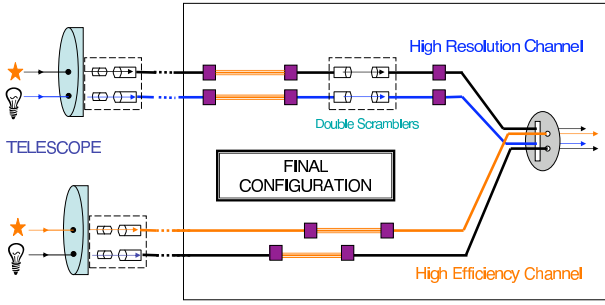 High Resolution Channel
Double Scramblers
TELESCOPE
FINAL
CONFIGURATION
High Efficiency Channel